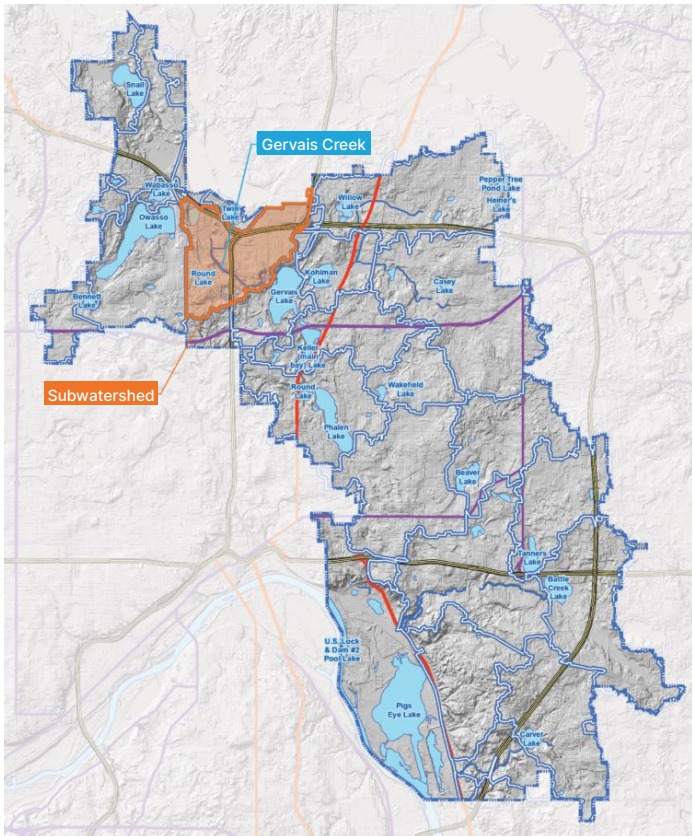 Snail
Lake
Gervais Creek
Wabasso
Lake
Pepper Tree
Pond Lake
Heiner's
Lake
Willow
Lake
Twin
Lake
Owasso
Lake
Round
Lake
Kohlman
Lake
Gervais
Lake
Casey
Lake
Bennett
Lake
Keller
(main
bay) Lake
Subwatershed
Round
Lake
Wakefield
Lake
Phalen
Lake
Beaver
Lake
Tanners
Lake
Battle
Creek
Lake
U.S. Lock
& Dam #2
Pool Lake
Pigs
Eye Lake
Carver
Lake